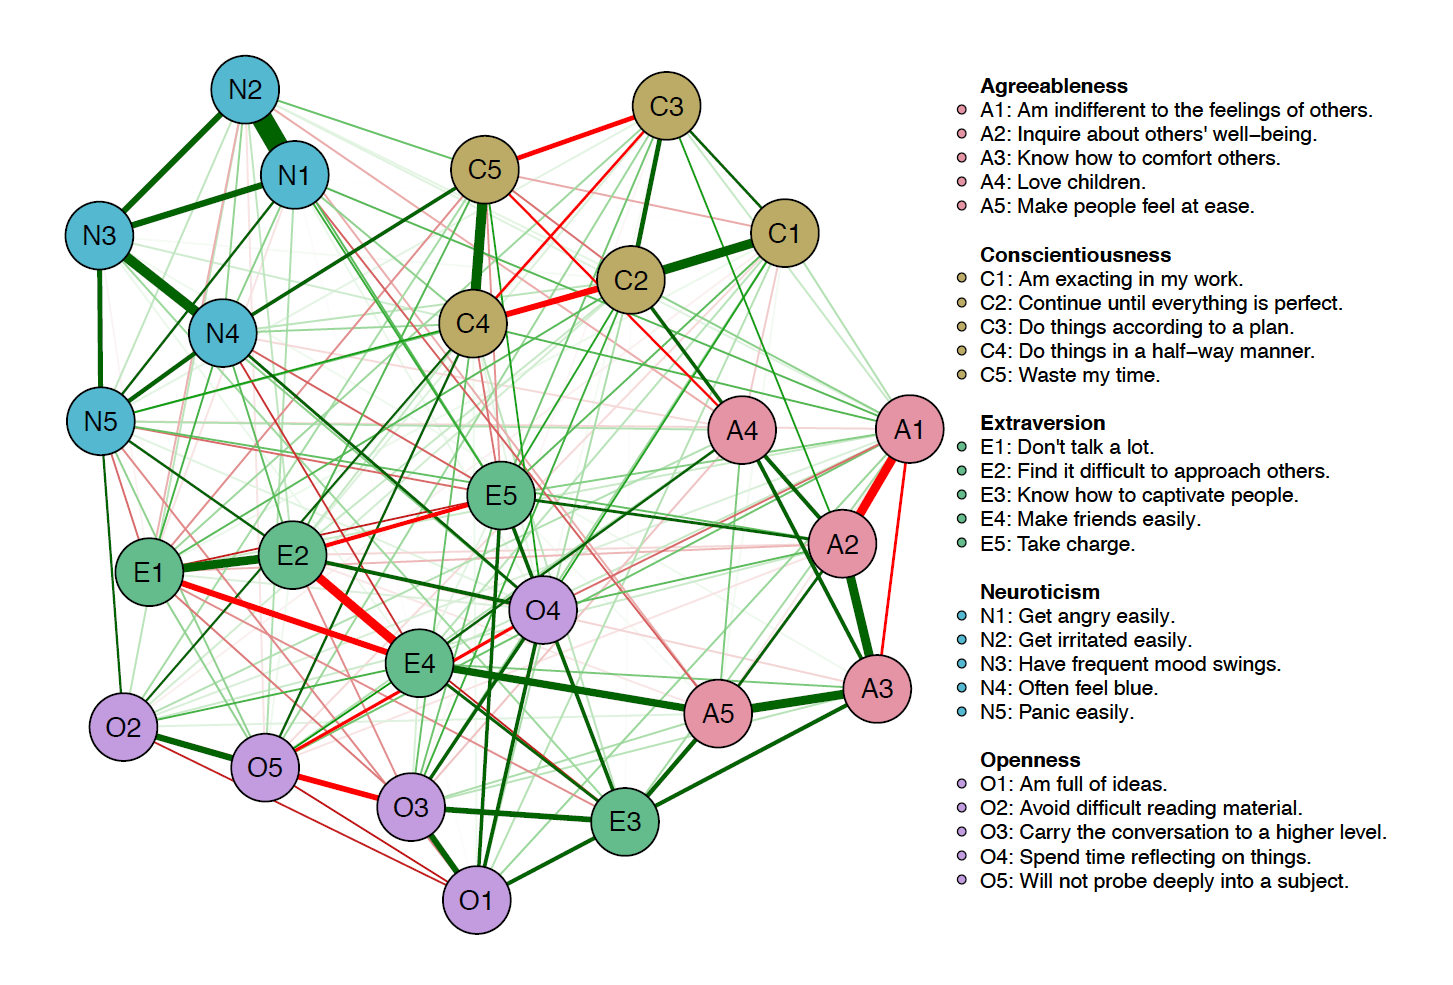 N2
C3
C5
N1
C1
N3
C2
C4
N4
N5
A4
A1
E5
A2
E2
E1
O4
E4
A3
A5
O2
O5
O3
E3
O1
Agreeableness
A1: Am indifferent to the feelings of others.
A2: Inquire about others' well−being.
A3: Know how to comfort others.
A4: Love children.
A5: Make people feel at ease.
Conscientiousness
C1: Am exacting in my work.
C2: Continue until everything is perfect.
C3: Do things according to a plan.
C4: Do things in a half−way manner.
C5: Waste my time.
Extraversion
E1: Don't talk a lot.
E2: Find it difficult to approach others.
E3: Know how to captivate people.
E4: Make friends easily.
E5: Take charge.
Neuroticism
N1: Get angry easily.
N2: Get irritated easily.
N3: Have frequent mood swings.
N4: Often feel blue.
N5: Panic easily.
Openness
O1: Am full of ideas.
O2: Avoid difficult reading material.
O3: Carry the conversation to a higher level.
O4: Spend time reflecting on things.
O5: Will not probe deeply into a subject.